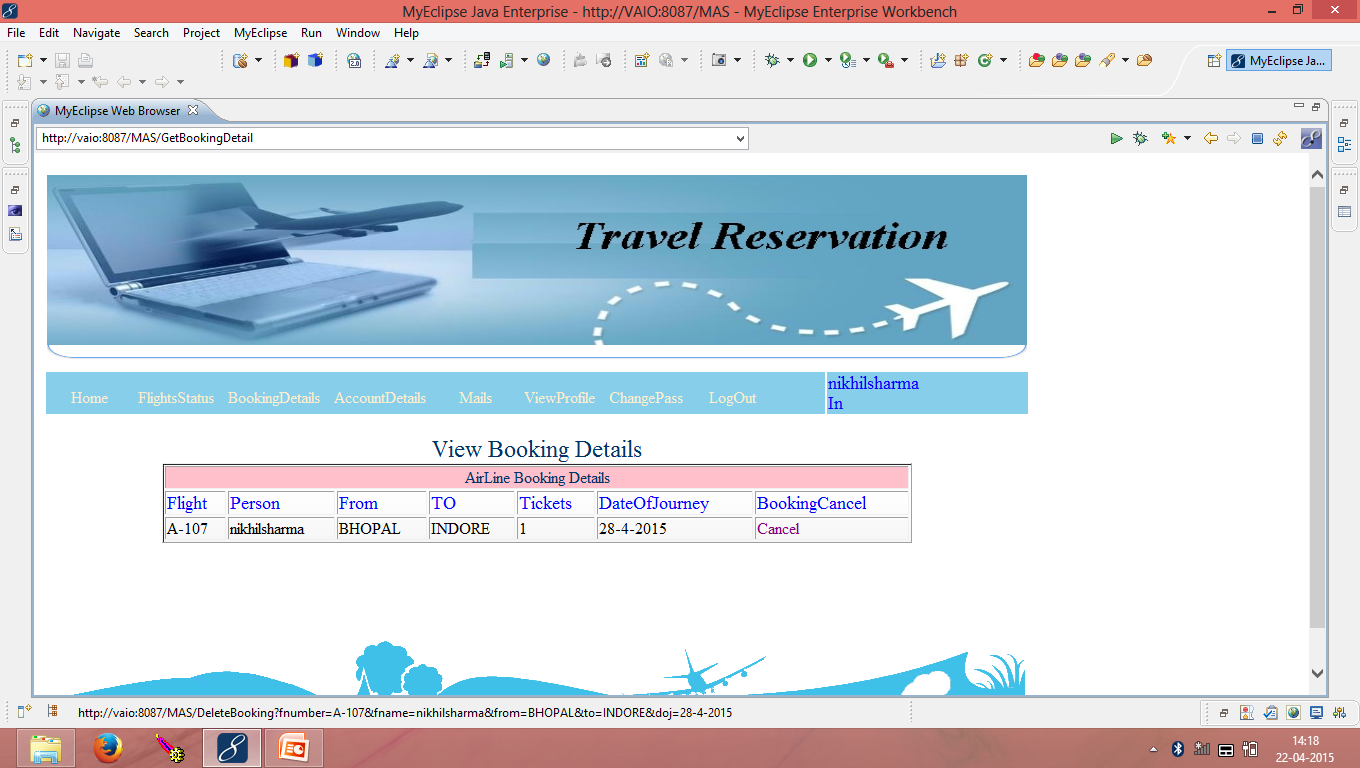 MyEclipse Java Enterprise - http://VAIO:8087/MAS - MyEclipse Enterprise Workbench
File Edit Navigate Search Project MyEclipse Run Window Help
2.0
MyEclipse Ja...
MyEclipse Web Browser
http://vaio:8087/MAS/GetBookingDetail
Travel Reservation
Home FlightsStatus BookingDetails AccountDetails Mails ViewProfile ChangePass LogOut
nikhilsharma
In
View Booking Details
AirLine Booking Details
Flight Person From TO Tickets DateOfJourney BookingCancel
A-107 nikhilsharma BHOPAL INDORE 1 28-4-2015 Cancel
http://vaio:8087/MAS/DeleteBooking?fnumber=A-107&fname=nikhilsharma&from=BHOPAL&to=INDORE&doj=28-4-2015
14:18
22-04-2015